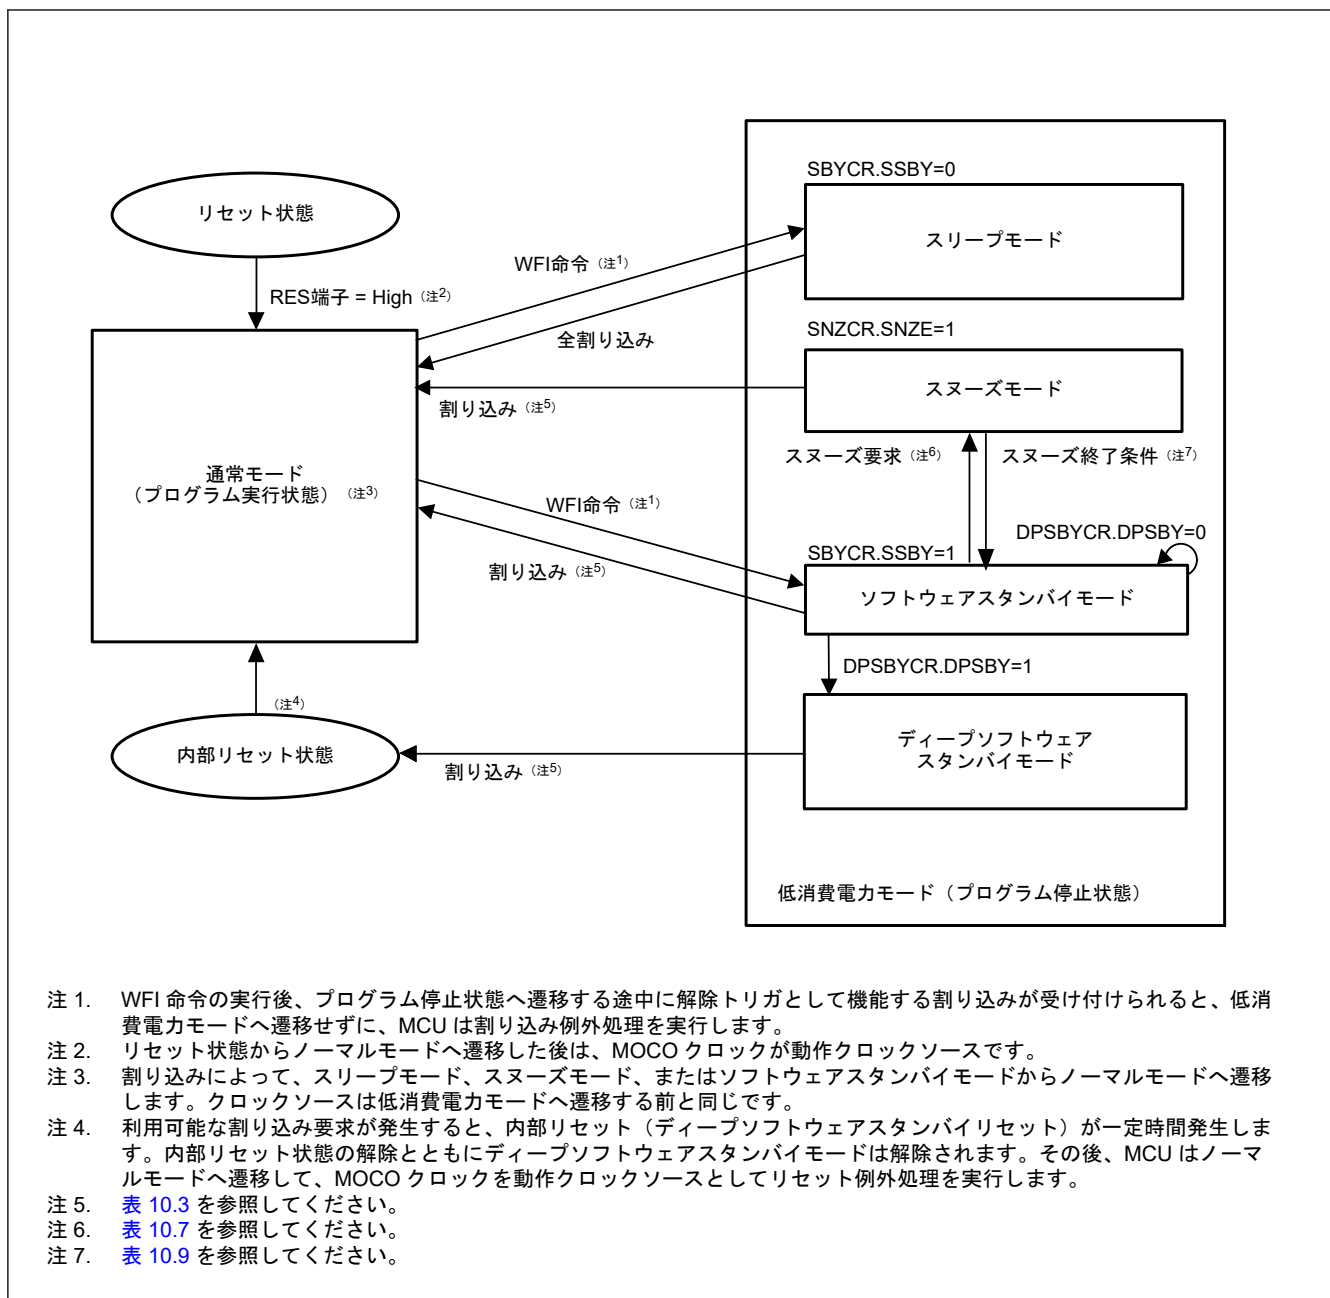 リセット状態
RES端子 = High（注2）
通常モード
（プログラム実行状態）（注3）
（注4）
内部リセット状態
WFI命令（注1）
全割り込み
割り込み（注5）
WFI命令（注1）
割り込み（注5）
割り込み（注5）
SBYCR.SSBY=0
スリープモード
SNZCR.SNZE=1
スヌーズモード
スヌーズ要求（注6）
スヌーズ終了条件（注7）
DPSBYCR.DPSBY=0
SBYCR.SSBY=1
ソフトウェアスタンバイモード
DPSBYCR.DPSBY=1
ディープソフトウェア
スタンバイモード
低消費電力モード（プログラム停止状態）
注 1. WFI 命令の実行後、プログラム停止状態へ遷移する途中に解除トリガとして機能する割り込みが受け付けられると、低消
費電力モードへ遷移せずに、MCU は割り込み例外処理を実行します。
注 2. リセット状態からノーマルモードへ遷移した後は、MOCO クロックが動作クロックソースです。
注 3. 割り込みによって、スリープモード、スヌーズモード、またはソフトウェアスタンバイモードからノーマルモードへ遷移
します。クロックソースは低消費電力モードへ遷移する前と同じです。
注 4. 利用可能な割り込み要求が発生すると、内部リセット（ディープソフトウェアスタンバイリセット）が一定時間発生しま
す。内部リセット状態の解除とともにディープソフトウェアスタンバイモードは解除されます。その後、MCU はノーマ
ルモードへ遷移して、MOCO クロックを動作クロックソースとしてリセット例外処理を実行します。
注 5. 表 10.3 を参照してください。
注 6. 表 10.7 を参照してください。
注 7. 表 10.9 を参照してください。